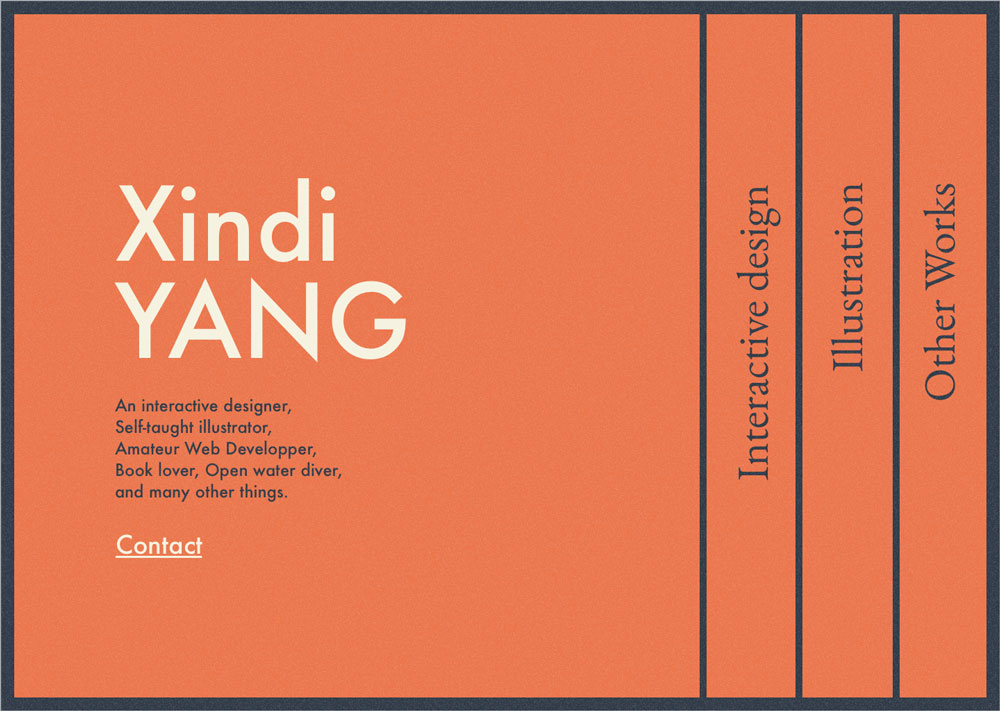 Xindi
YANG
An interactive designer,
Self-taught illustrator,
Amateur Web Developper,
Book lover, Open water diver,
and many other things.
Contact
Interactive design
Illustration
Other Works